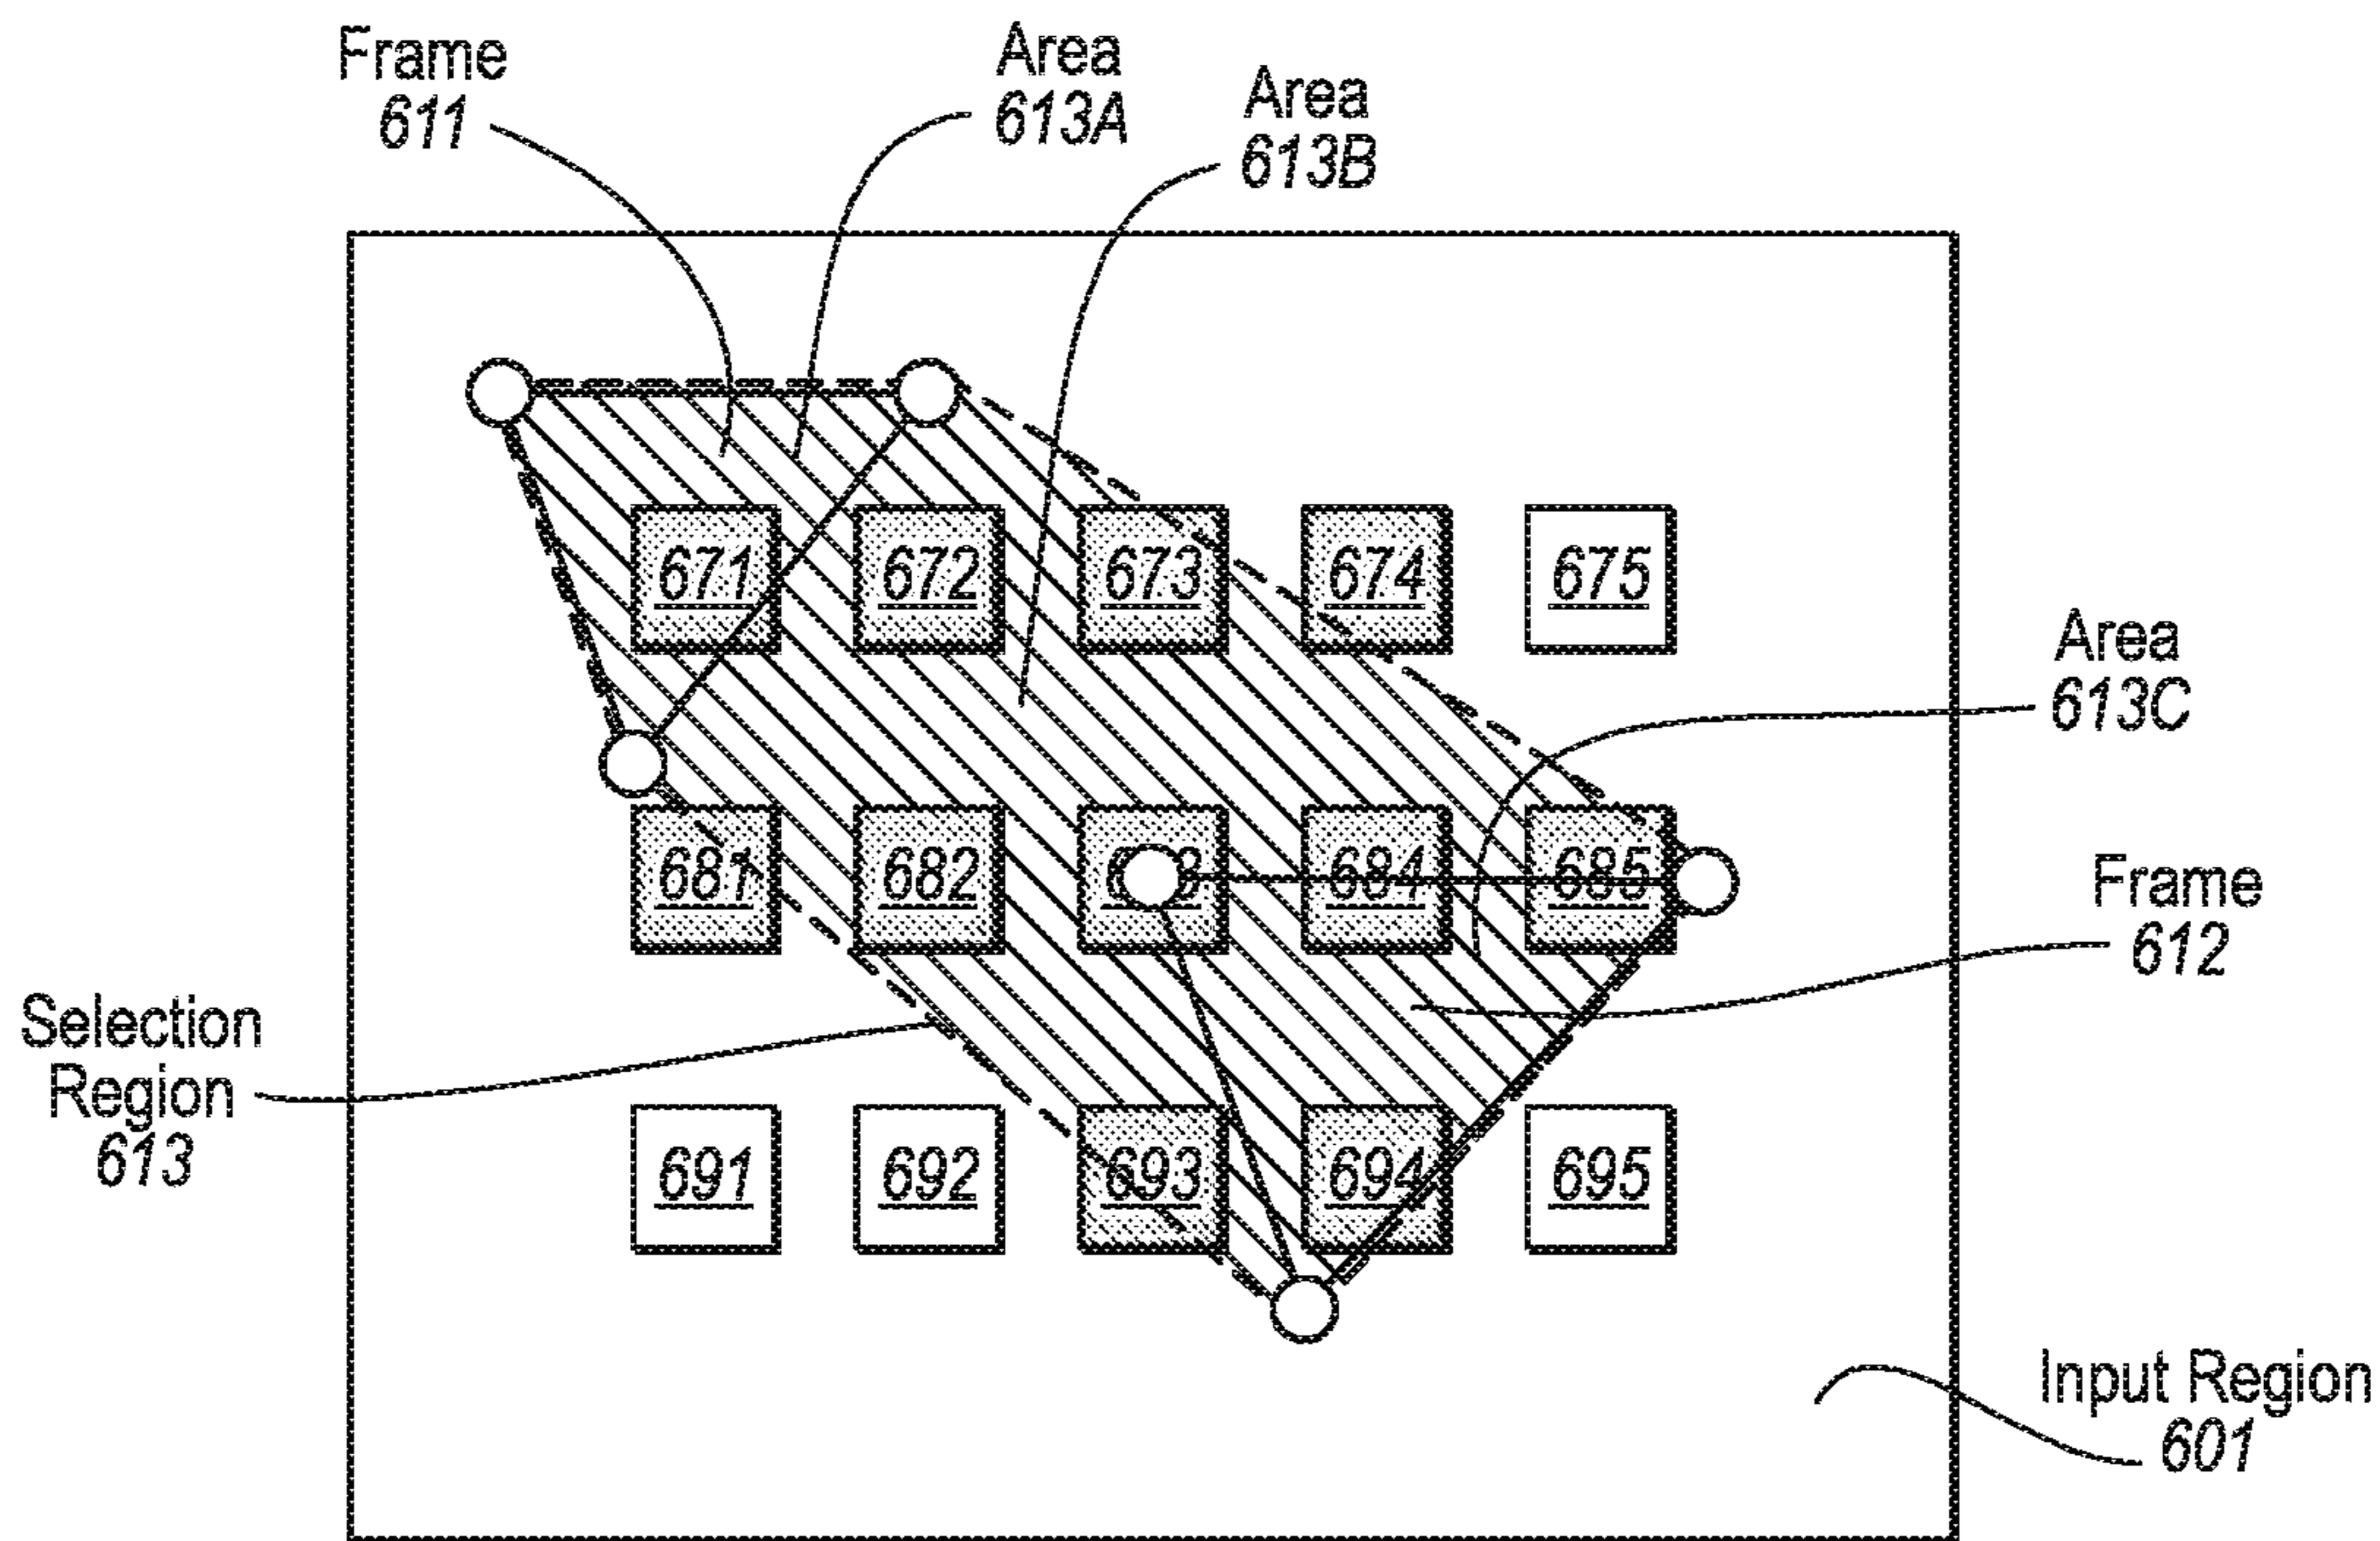 Frame
611
Area
613A
Area
613B
671 672 673 674 675
Area
613C
681 682 684 685
Frame
612
Selection
Region
613
691 692 693 694 695
Input Region
601